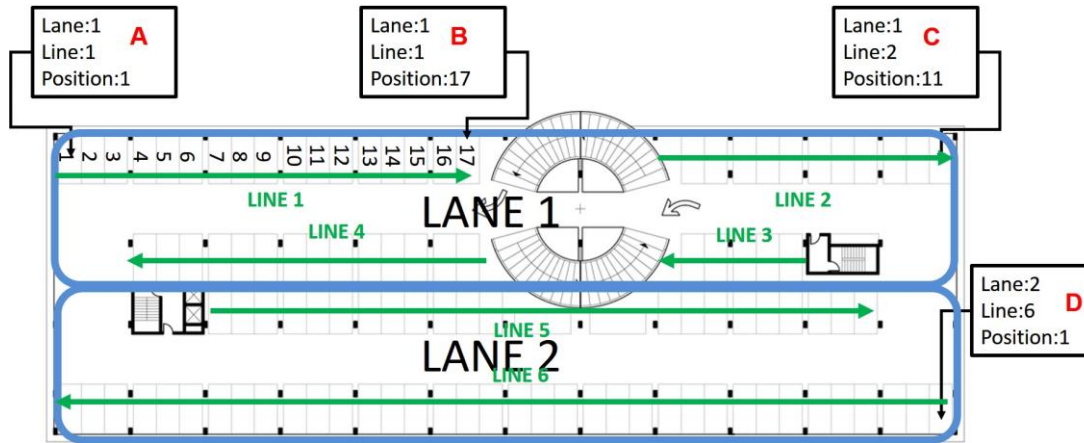 Lane:1
Line:1
Position:1
A
Lane:1
Line:1
Position:17
B
Lane:1
Line:2
Position:11
C
1 2 3 4 5 6 7 8 9 10 11 12 13 14 15 16 17
LINE 1
LANE 1
LINE 2
LINE 4
LINE 3
Lane:2
Line:6
Position:1
D
LINE 5
LANE 2
LINE 6